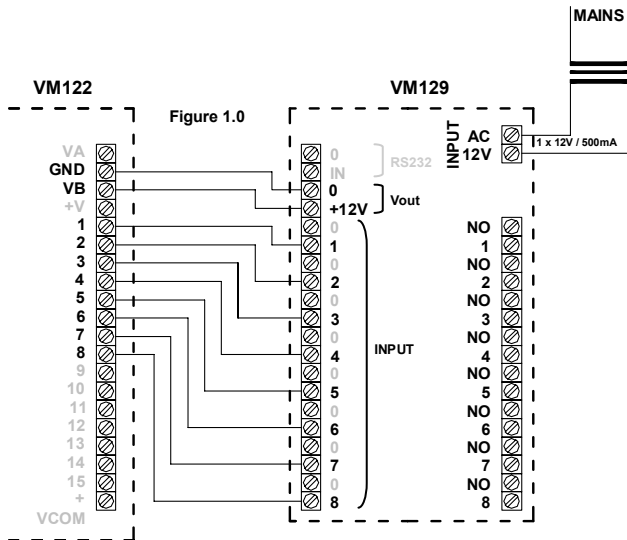 MAINS
VM122
Figure 1.0
VM129
INPUT
AC
12V
1 x 12V / 500mA
VA
GND
VB
+V
1
2
3
4
5
6
7
8
9
10
11
12
13
14
15
+
VCOM
0
IN
RS232
0
+12V
Vout
0
1
0
2
0
3
0
4
0
5
0
6
0
7
0
8
INPUT
NO
1
NO
2
NO
3
NO
4
NO
5
NO
6
NO
7
NO
8